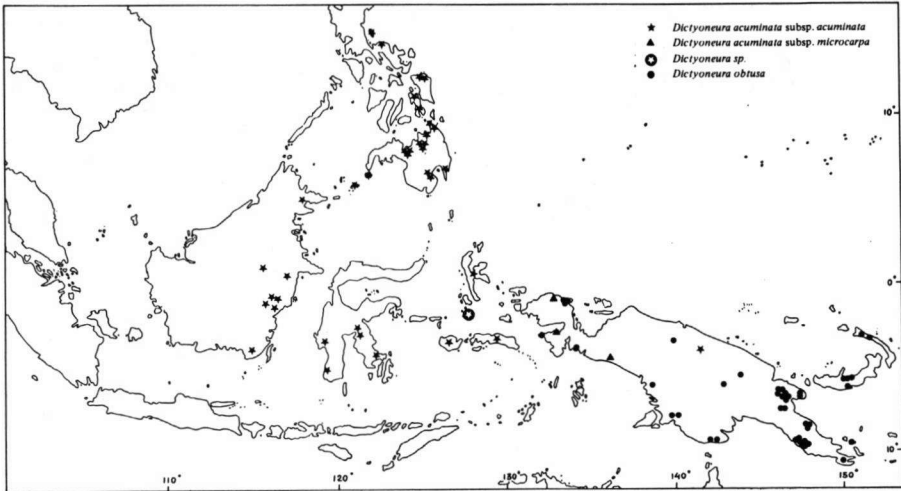 Dictyoneura acuminata subsp. acuminata
Dictyoneura acuminata subsp. microcarpa
Dictyoneura sp.
Dictyoneura obtusa
10°
0°
10°
110°
120°
130°
140°
150°